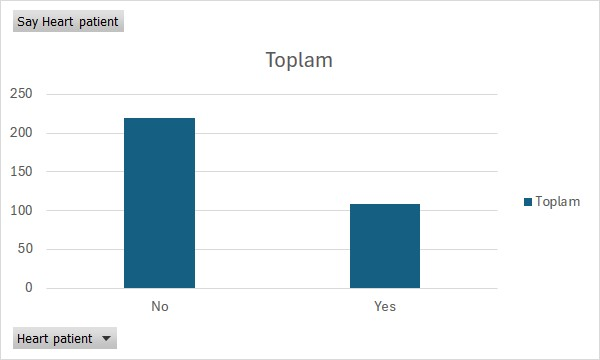 Say Heart patient
Toplam
250
200
150
100
50
0
No
Yes
Toplam
Heart patient